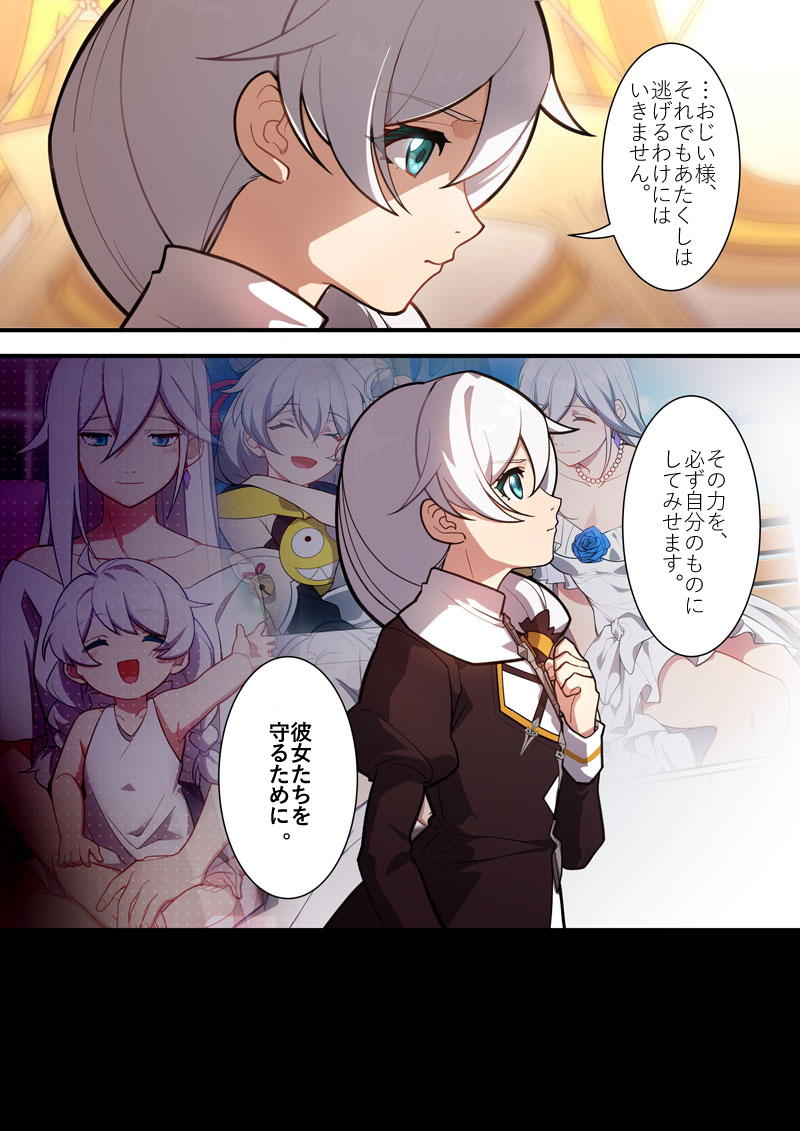 …おじい様、
それでもあたくしは
逃げるわけには
いきません。
その力を、
必ず自分のものに
してみせます。
彼女たちを
守るために。